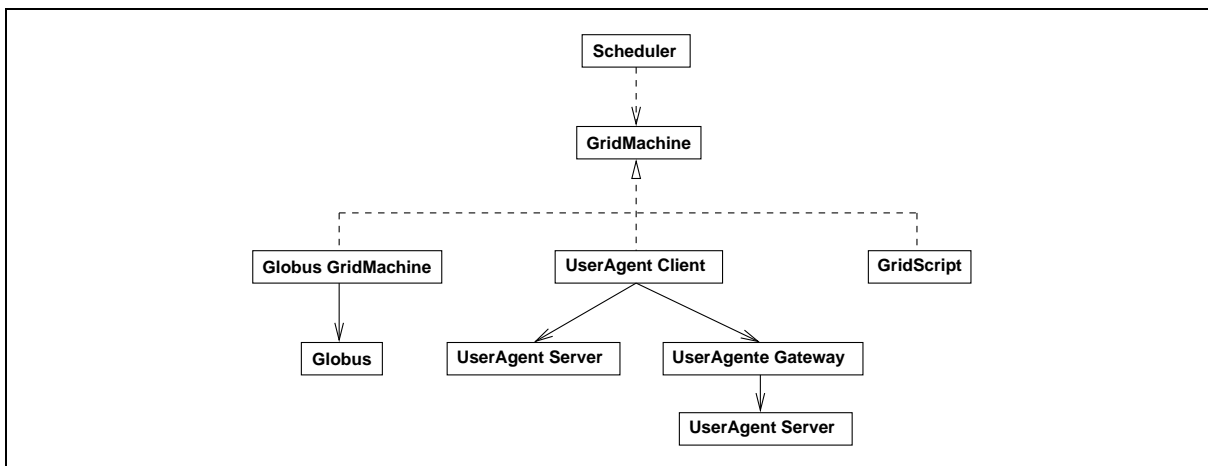 Scheduler
GridMachine
Globus GridMachine
UserAgent Client
GridScript
Globus
UserAgent Server
UserAgente Gateway
UserAgent Server